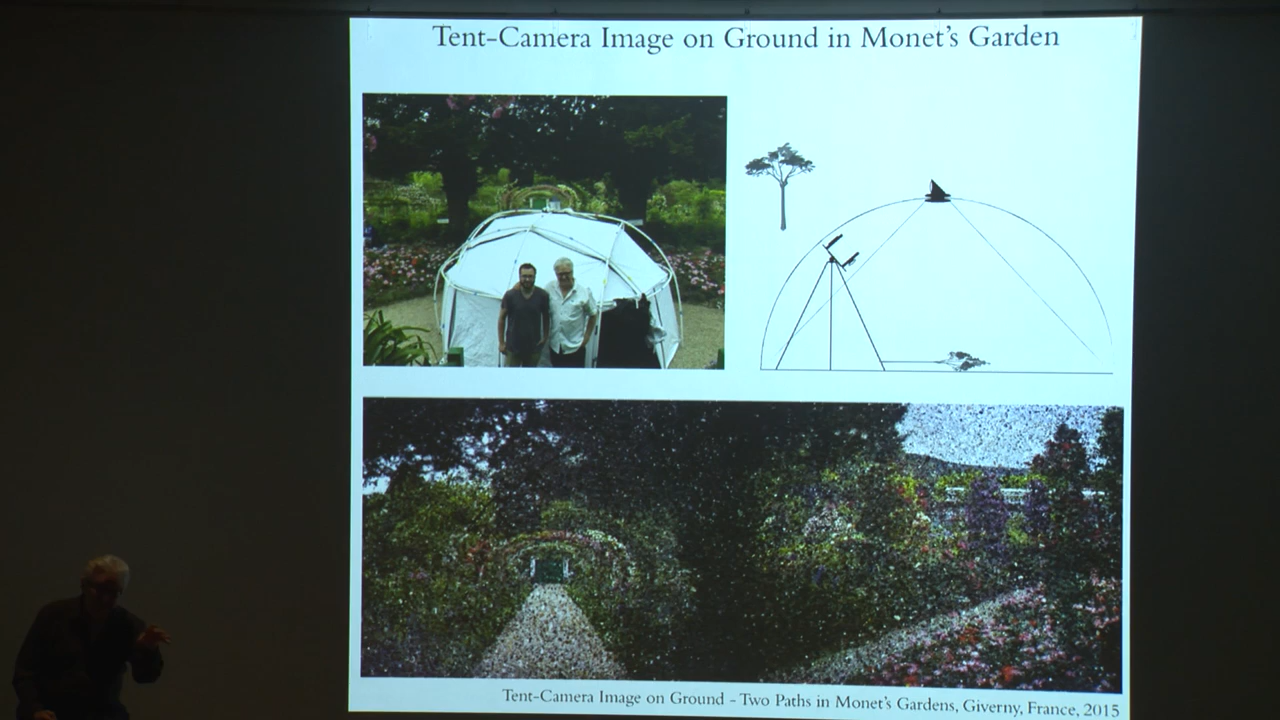 Tent-Camera Image on Ground in Monet's Garden
Tent-Camera Image on Ground - Two Paths in Monet's Gardens, Giverny, France, 2015